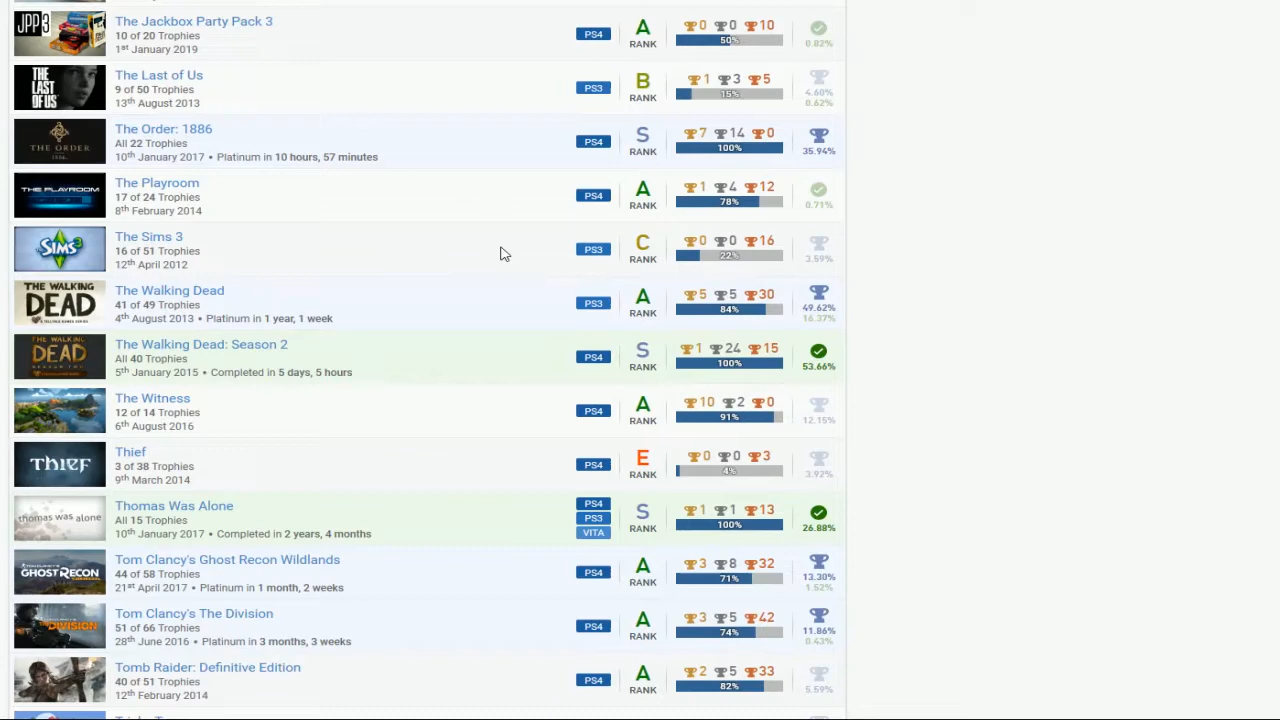 JPP3
The Jackbox Party Pack 3
10 of 20 Trophies
1st January 2019
PS4
A
RANK
0 0 10
50%
0.82%
THE LAST OF US
The Last of Us
9 of 50 Trophies
13th August 2013
PS3
B
RANK
1 3 5
15%
4.60%
0.62%
THE ORDER
The Order: 1886
All 22 Trophies
10th January 2017 • Platinum in 10 hours, 57 minutes
PS4
S
RANK
7 14 0
100%
35.94%
THE PLAYROOM
The Playroom
17 of 24 Trophies
8th February 2014
PS4
A
RANK
1 4 12
78%
0.71%
SIMS 3
The Sims 3
of 51 Trophies
April 2012
PS3
C
RANK
0 0 16
22%
3.59%
THE WALKING DEAD
The Walking Dead
41 of 49 Trophies
August 2013 • Platinum in 1 year, 1 week
PS3
A
RANK
5 5 30
84%
49.62%
16.37%
THE WALKING DEAD
The Walking Dead: Season 2
All 40 Trophies
January 2015 • Completed in 5 days, 5 hours
PS4
S
RANK
1 24 15
100%
53.66%
The Witness
12 of 14 Trophies
August 2016
PS4
A
RANK
10 2 0
91%
12.15%
THIEF
Thief
3 of 38 Trophies
March 2014
PS4
E
RANK
0 0 3
4%
3.92%
thomas was alone
Thomas Was Alone
All 15 Trophies
January 2017 • Completed in 2 years, 4 months
PS4
PS3
VITA
S
RANK
1 1 13
100%
26.88%
GHOST RECON
WILDLANDS
Tom Clancy's Ghost Recon Wildlands
44 of 58 Trophies
April 2017 • Platinum in 1 month, 2 weeks
PS4
A
RANK
3 8 32
71%
13.30%
1.52%
THE DIVISION
Tom Clancy's The Division
51 of 66 Trophies
June 2016 • Platinum in 3 months, 3 weeks
PS4
A
RANK
3 5 42
74%
11.86%
0.43%
Tomb Raider: Definitive Edition
of 51 Trophies
12th February 2014
PS4
A
RANK
2 5 33
82%
5.59%